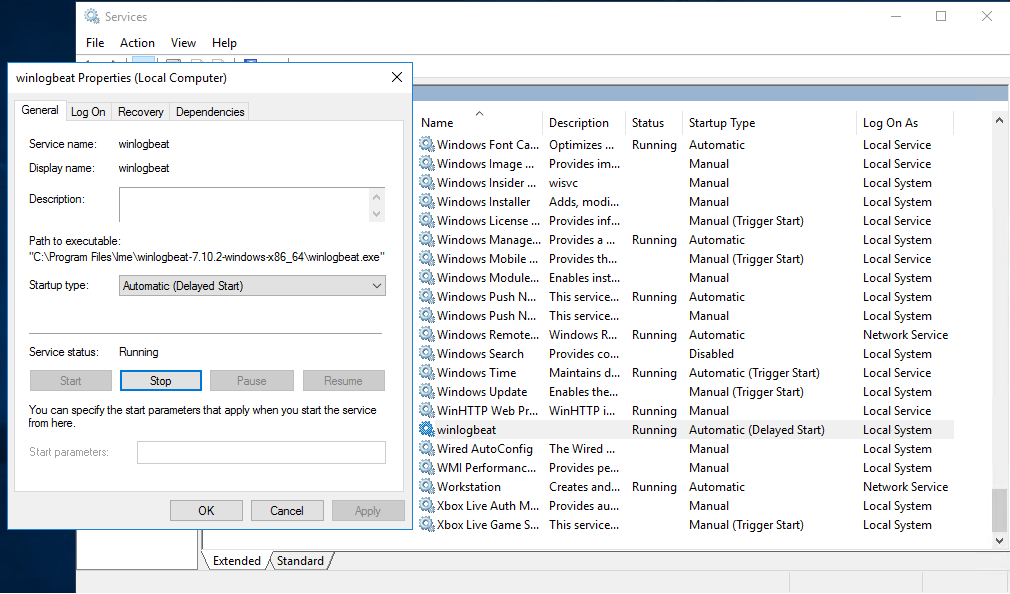 Services
File Action View Help
winlogbeat Properties (Local Computer)
General Log On Recovery Dependencies
Service name: winlogbeat
Display name: winlogbeat
Description:
Path to executable:
"C:\Program Files\lme\winlogbeat-7.10.2-windows-x86_64\winlogbeat.exe"
Startup type: Automatic (Delayed Start)
Service status: Running
Start Stop Pause Resume
You can specify the start parameters that apply when you start the service
from here.
Start parameters:
OK Cancel Apply
Name Description Status Startup Type Log On As
Windows Font Ca... Optimizes ... Running Automatic Local Service
Windows Image ... Provides im... Manual Local Service
Windows Insider ... wisvc Manual Local System
Windows Installer Adds, modi... Manual Local System
Windows License ... Provides inf... Manual (Trigger Start) Local Service
Windows Manage... Provides a ... Running Automatic Local System
Windows Mobile ... Provides th... Manual (Trigger Start) Local Service
Windows Module... Enables inst... Manual Local System
Windows Push N... This service... Running Automatic Local System
Windows Push N... This service... Manual Local System
Windows Remote... Windows R... Running Automatic Network Service
Windows Search Provides co... Disabled Local System
Windows Time Maintains d... Running Automatic (Trigger Start) Local Service
Windows Update Enables the... Manual (Trigger Start) Local System
WinHTTP Web Pr... WinHTTP i... Running Manual Local Service
winlogbeat Running Automatic (Delayed Start) Local System
Wired AutoConfig The Wired ... Manual Local System
WMI Performanc... Provides pe... Manual Local System
Workstation Creates and... Running Automatic Network Service
Xbox Live Auth M... Provides au... Manual Local System
Xbox Live Game S... This service... Manual (Trigger Start) Local System
Extended Standard